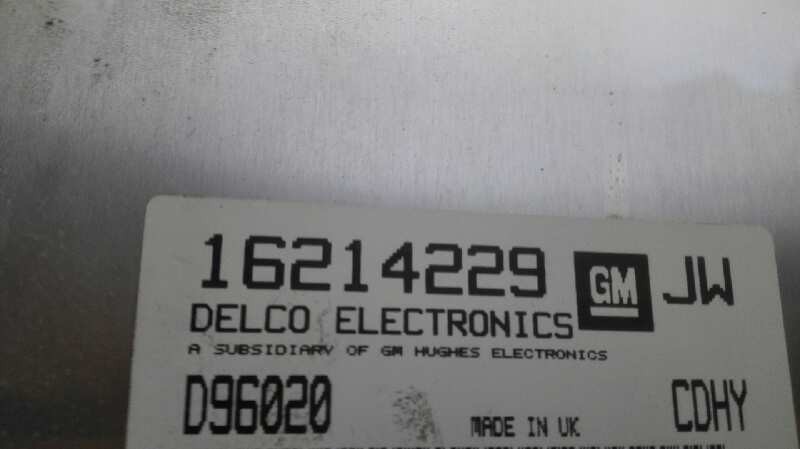 16214229 GM JW
DELCO ELECTRONICS
A SUBSIDIARY OF GM HUGHES ELECTRONICS
D96020 MADE IN UK CDHY